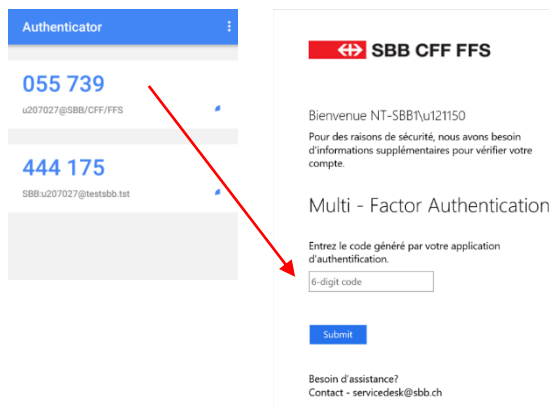 Authenticator
055 739
u207027@SBB/CFF/FFS
444 175
SBB:u207027@testsbb.tst
SBB CFF FFS
Bienvenue NT-SBB1\u121150
Pour des raisons de sécurité, nous avons besoin
d'informations supplémentaires pour vérifier votre
compte.
Multi - Factor Authentication
Entrez le code généré par votre application
d'authentification.
6-digit code
Submit
Besoin d'assistance?
Contact - servicedesk@sbb.ch